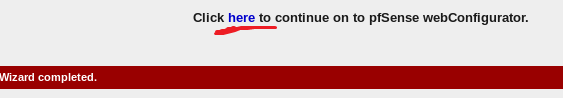 Click here to continue on to pfSense webConfigurator.
Wizard completed.